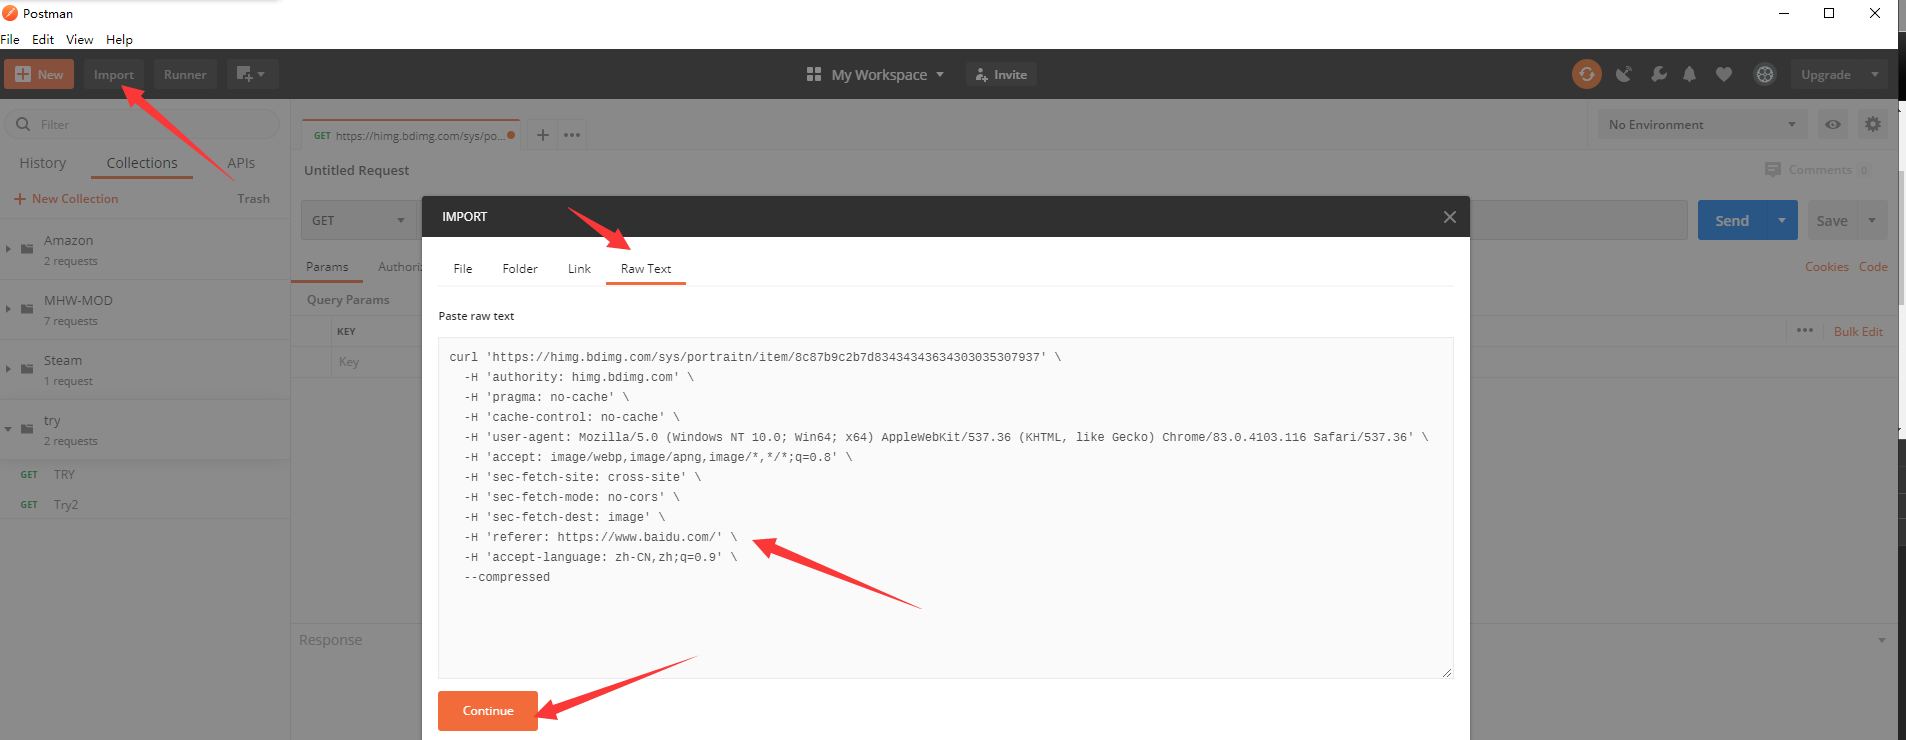 Postman
File Edit View Help
New Import Runner My Workspace Invite Upgrade
Filter
GET https://himg.bdimg.com/sys/po... No Environment
History Collections APIs
Untitled Request Comments 0
New Collection Trash
GET Send Save
Amazon
2 requests
MHW-MOD
7 requests
Steam
1 request
try
2 requests
GET TRY
GET Try2
Params Authori Cookies Code
Query Params
KEY Bulk Edit
Key
Response
IMPORT
File Folder Link Raw Text
Paste raw text
curl 'https://himg.bdimg.com/sys/portraitn/item/8c87b9c2b7d83434343634303035307937' \
-H 'authority: himg.bdimg.com' \
-H 'pragma: no-cache' \
-H 'cache-control: no-cache' \
-H 'user-agent: Mozilla/5.0 (Windows NT 10.0; Win64; x64) AppleWebKit/537.36 (KHTML, like Gecko) Chrome/83.0.4103.116 Safari/537.36' \
-H 'accept: image/webp,image/apng,image/*,*/*;q=0.8' \
-H 'sec-fetch-site: cross-site' \
-H 'sec-fetch-mode: no-cors' \
-H 'sec-fetch-dest: image' \
-H 'referer: https://www.baidu.com/' \
-H 'accept-language: zh-CN,zh;q=0.9' \
--compressed
Continue